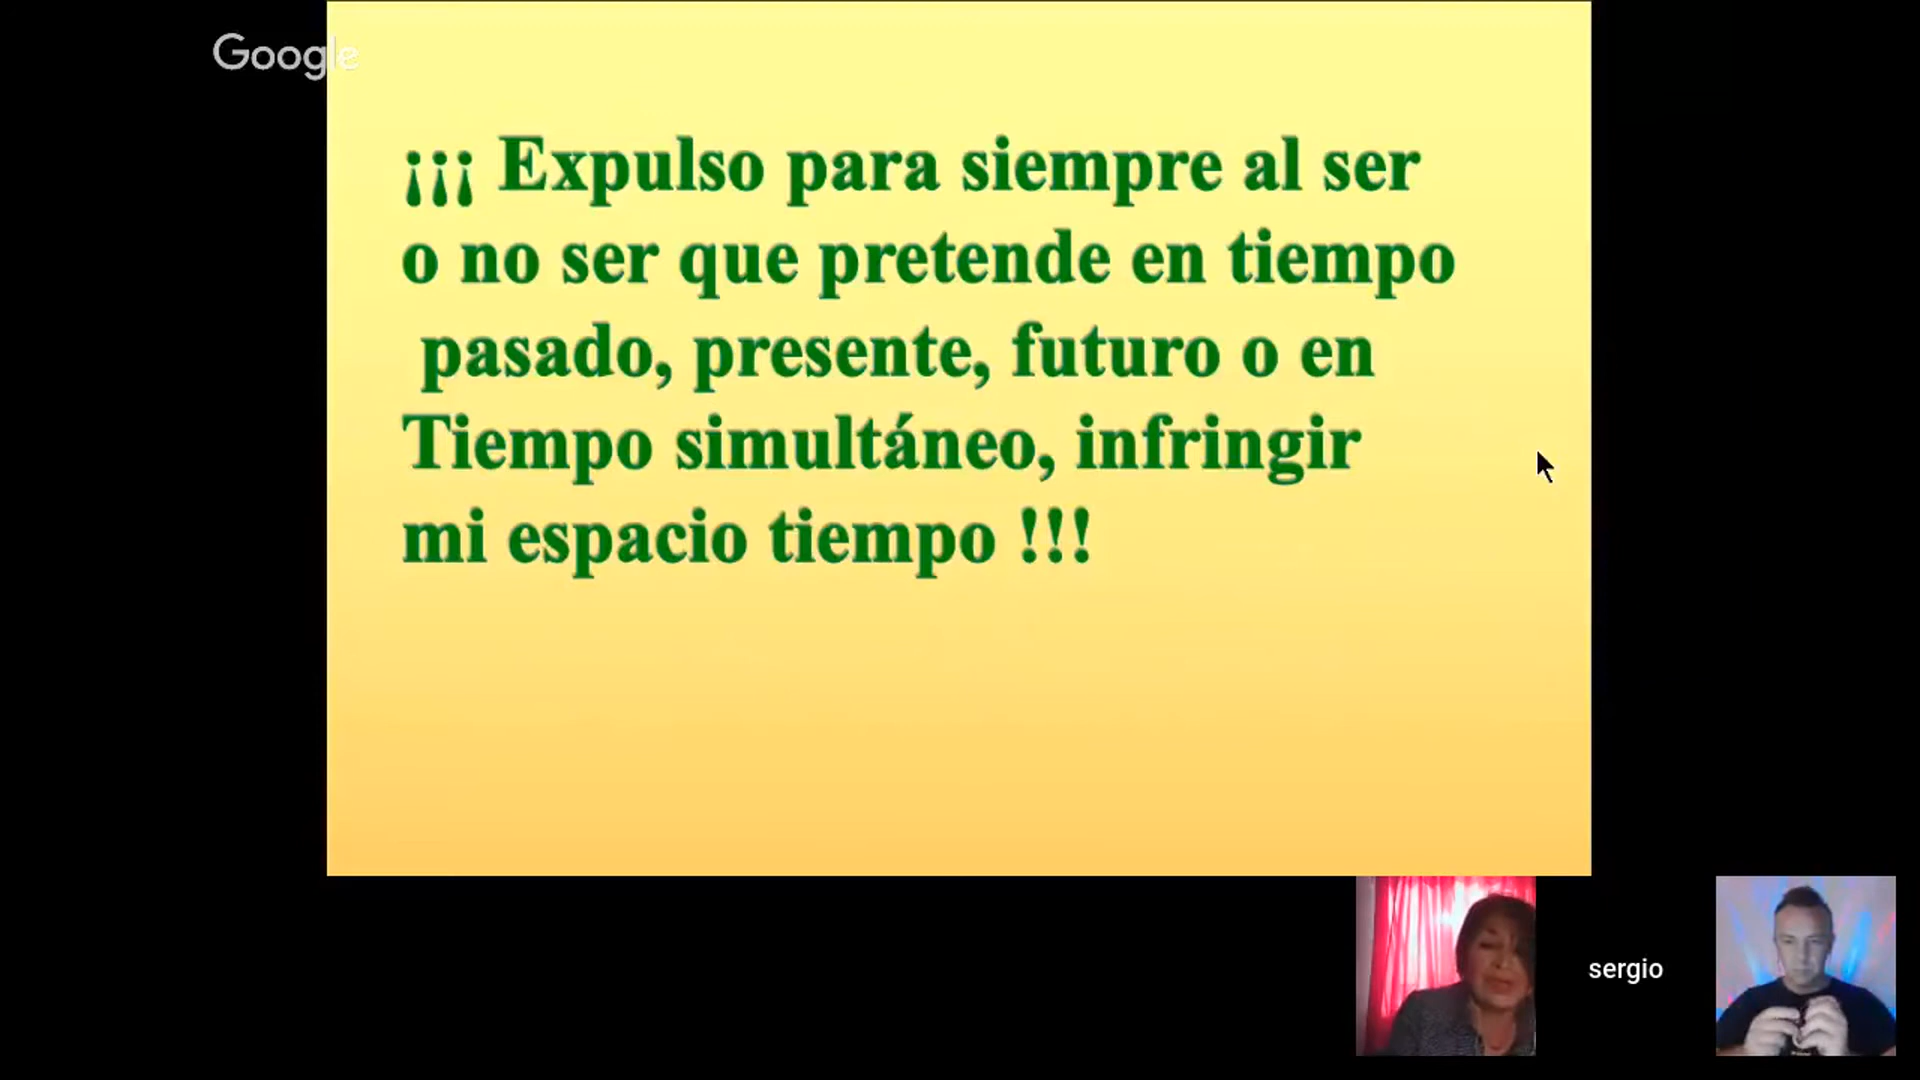 Google
¡¡¡ Expulso para siempre al ser
o no ser que pretende en tiempo
pasado, presente, futuro o en
Tiempo simultáneo, infringir
mi espacio tiempo !!!
sergio